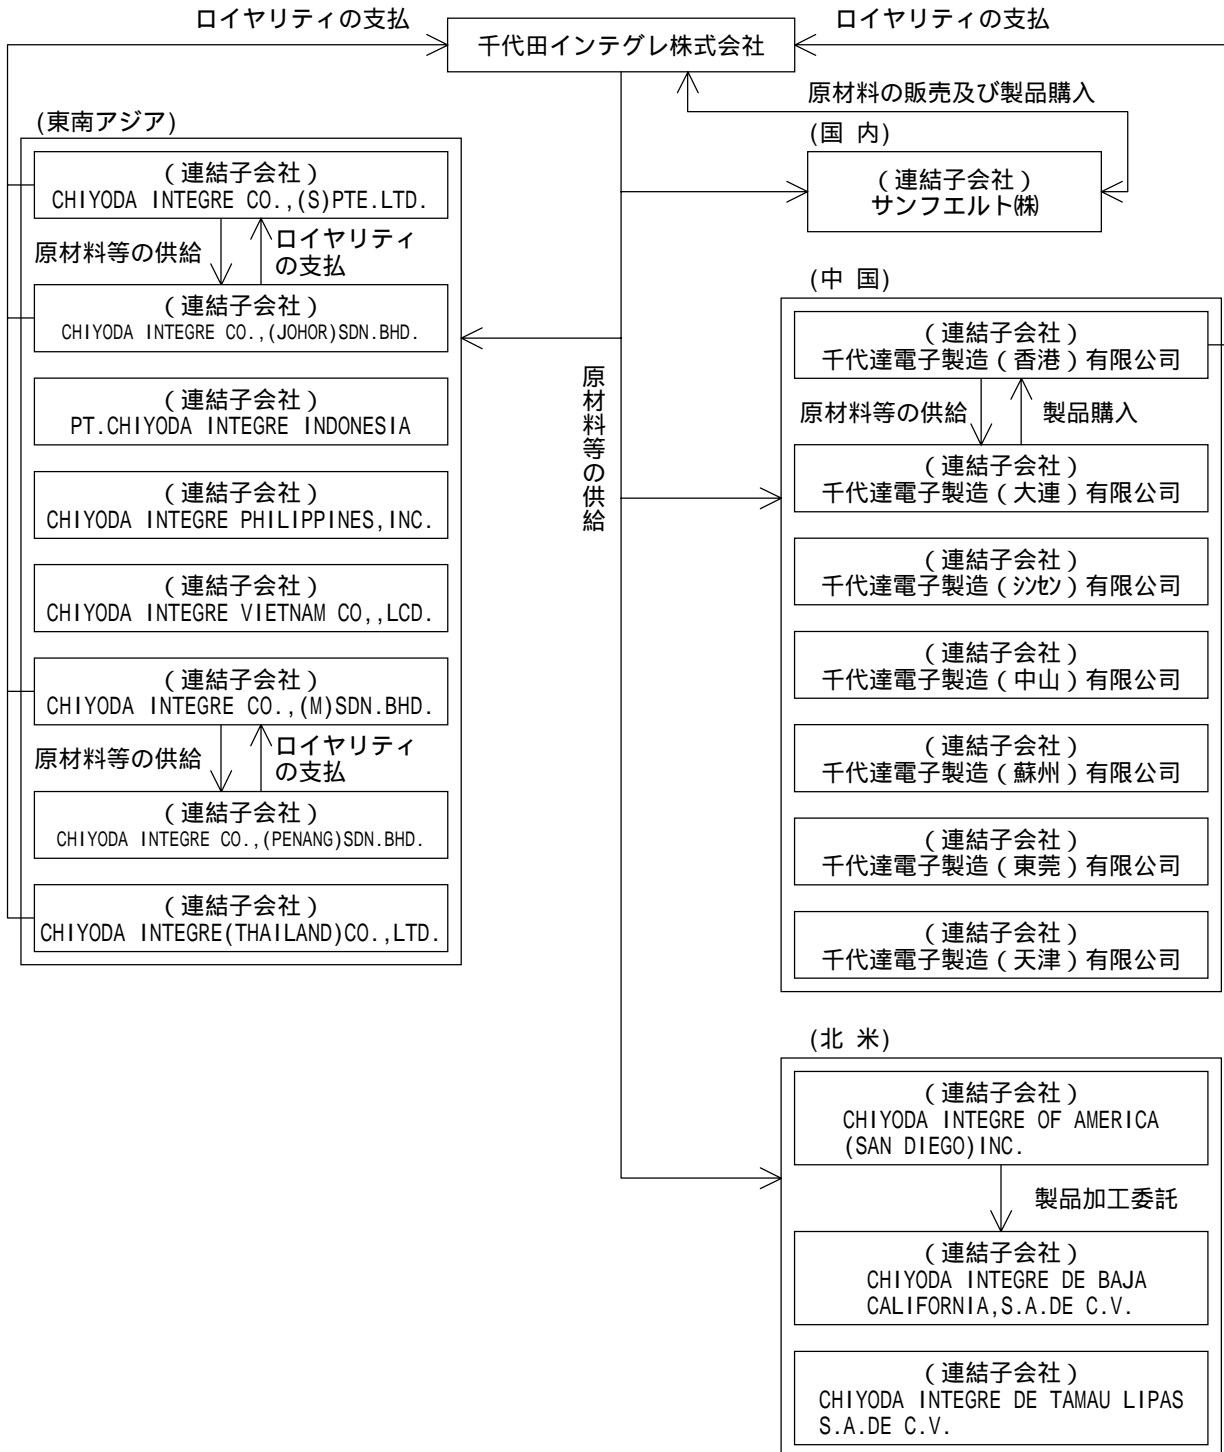 ロイヤリティの支払
ロイヤリティの支払
千代田インテグレ株式会社
原材料の販売及び製品購入
(東南アジア)
(連結子会社)
CHIYODA INTEGRE CO.,(S)PTE.LTD.
原材料等の供給
ロイヤリティ
の支払
(連結子会社)
CHIYODA INTEGRE CO.,(JOHOR)SDN.BHD.
(連結子会社)
PT.CHIYODA INTEGRE INDONESIA
(連結子会社)
CHIYODA INTEGRE PHILIPPINES,INC.
(連結子会社)
CHIYODA INTEGRE VIETNAM CO,,LCD.
(連結子会社)
CHIYODA INTEGRE CO.,(M)SDN.BHD.
原材料等の供給
ロイヤリティ
の支払
(連結子会社)
CHIYODA INTEGRE CO.,(PENANG)SDN.BHD.
(連結子会社)
CHIYODA INTEGRE(THAILAND)CO.,LTD.
原材料等の供給
(国 内)
(連結子会社)
サンフエルト㈱
(中 国)
(連結子会社)
千代達電子製造(香港)有限公司
原材料等の供給
製品購入
(連結子会社)
千代達電子製造(大連)有限公司
(連結子会社)
千代達電子製造(シンセン)有限公司
(連結子会社)
千代達電子製造(中山)有限公司
(連結子会社)
千代達電子製造(蘇州)有限公司
(連結子会社)
千代達電子製造(東莞)有限公司
(連結子会社)
千代達電子製造(天津)有限公司
(北 米)
(連結子会社)
CHIYODA INTEGRE OF AMERICA
(SAN DIEGO)INC.
製品加工委託
(連結子会社)
CHIYODA INTEGRE DE BAJA
CALIFORNIA,S.A.DE C.V.
(連結子会社)
CHIYODA INTEGRE DE TAMAU LIPAS
S.A.DE C.V.